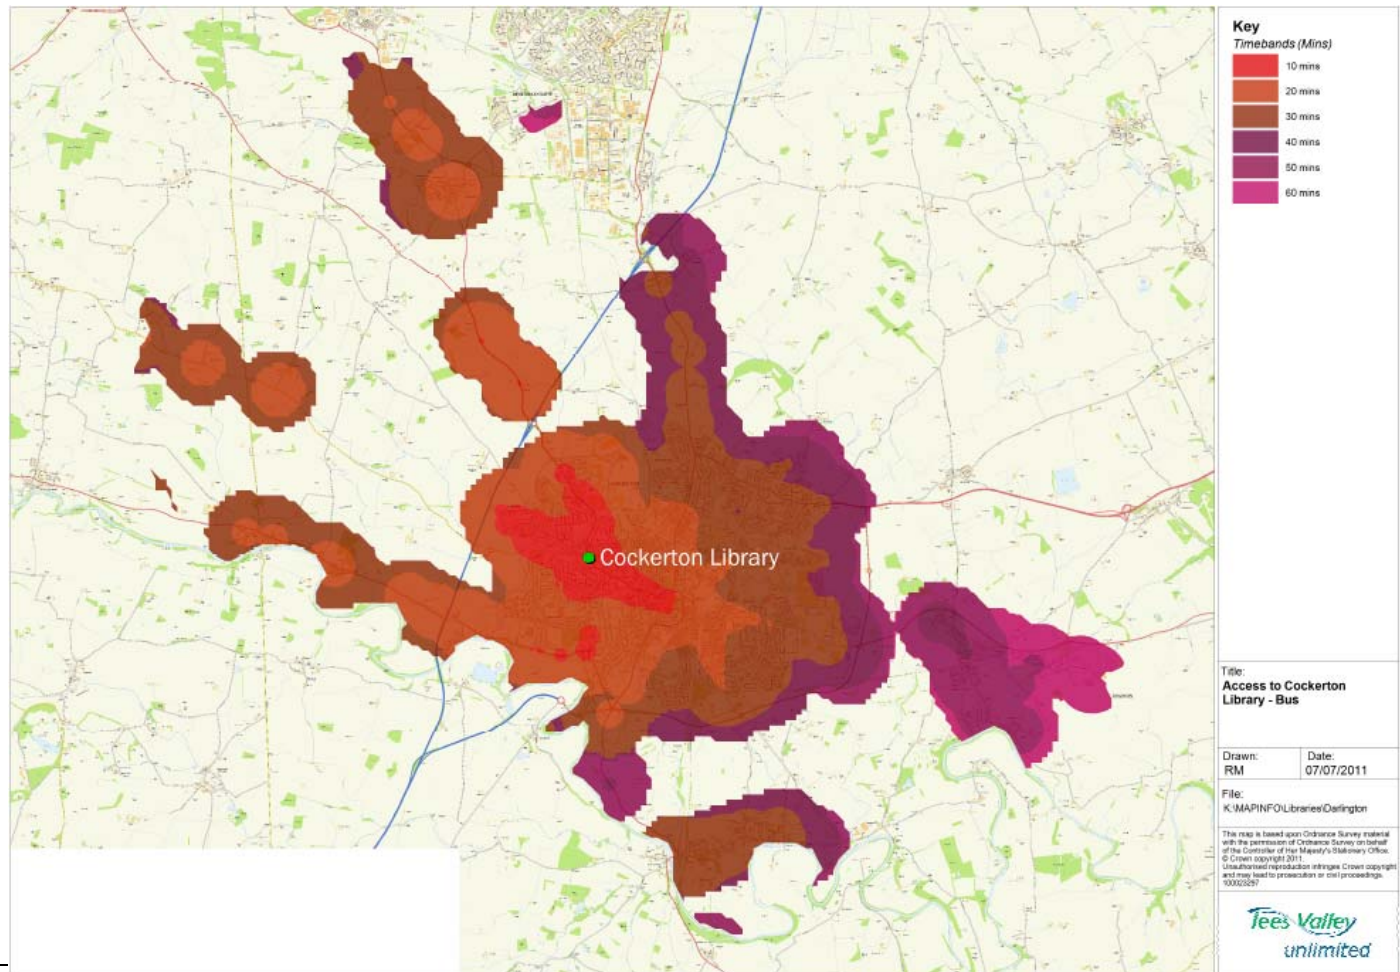 Cockerton Library
Key
Timebands (Mins)
10 mins
20 mins
30 mins
40 mins
50 mins
60 mins
Title:
Access to Cockerton
Library - Bus
Drawn:
RM
Date:
07/07/2011
File:
K:\MAPINFO\Libraries\Darlington
This map is based upon Ordnance Survey material
with the permission of Ordnance Survey on behalf
of the Controller of Her Majesty's Stationery Office.
© Crown copyright 2011.
Unauthorised reproduction infringes Crown copyright
and may lead to prosecution or civil proceedings.
100023297
Tees Valley
unlimited